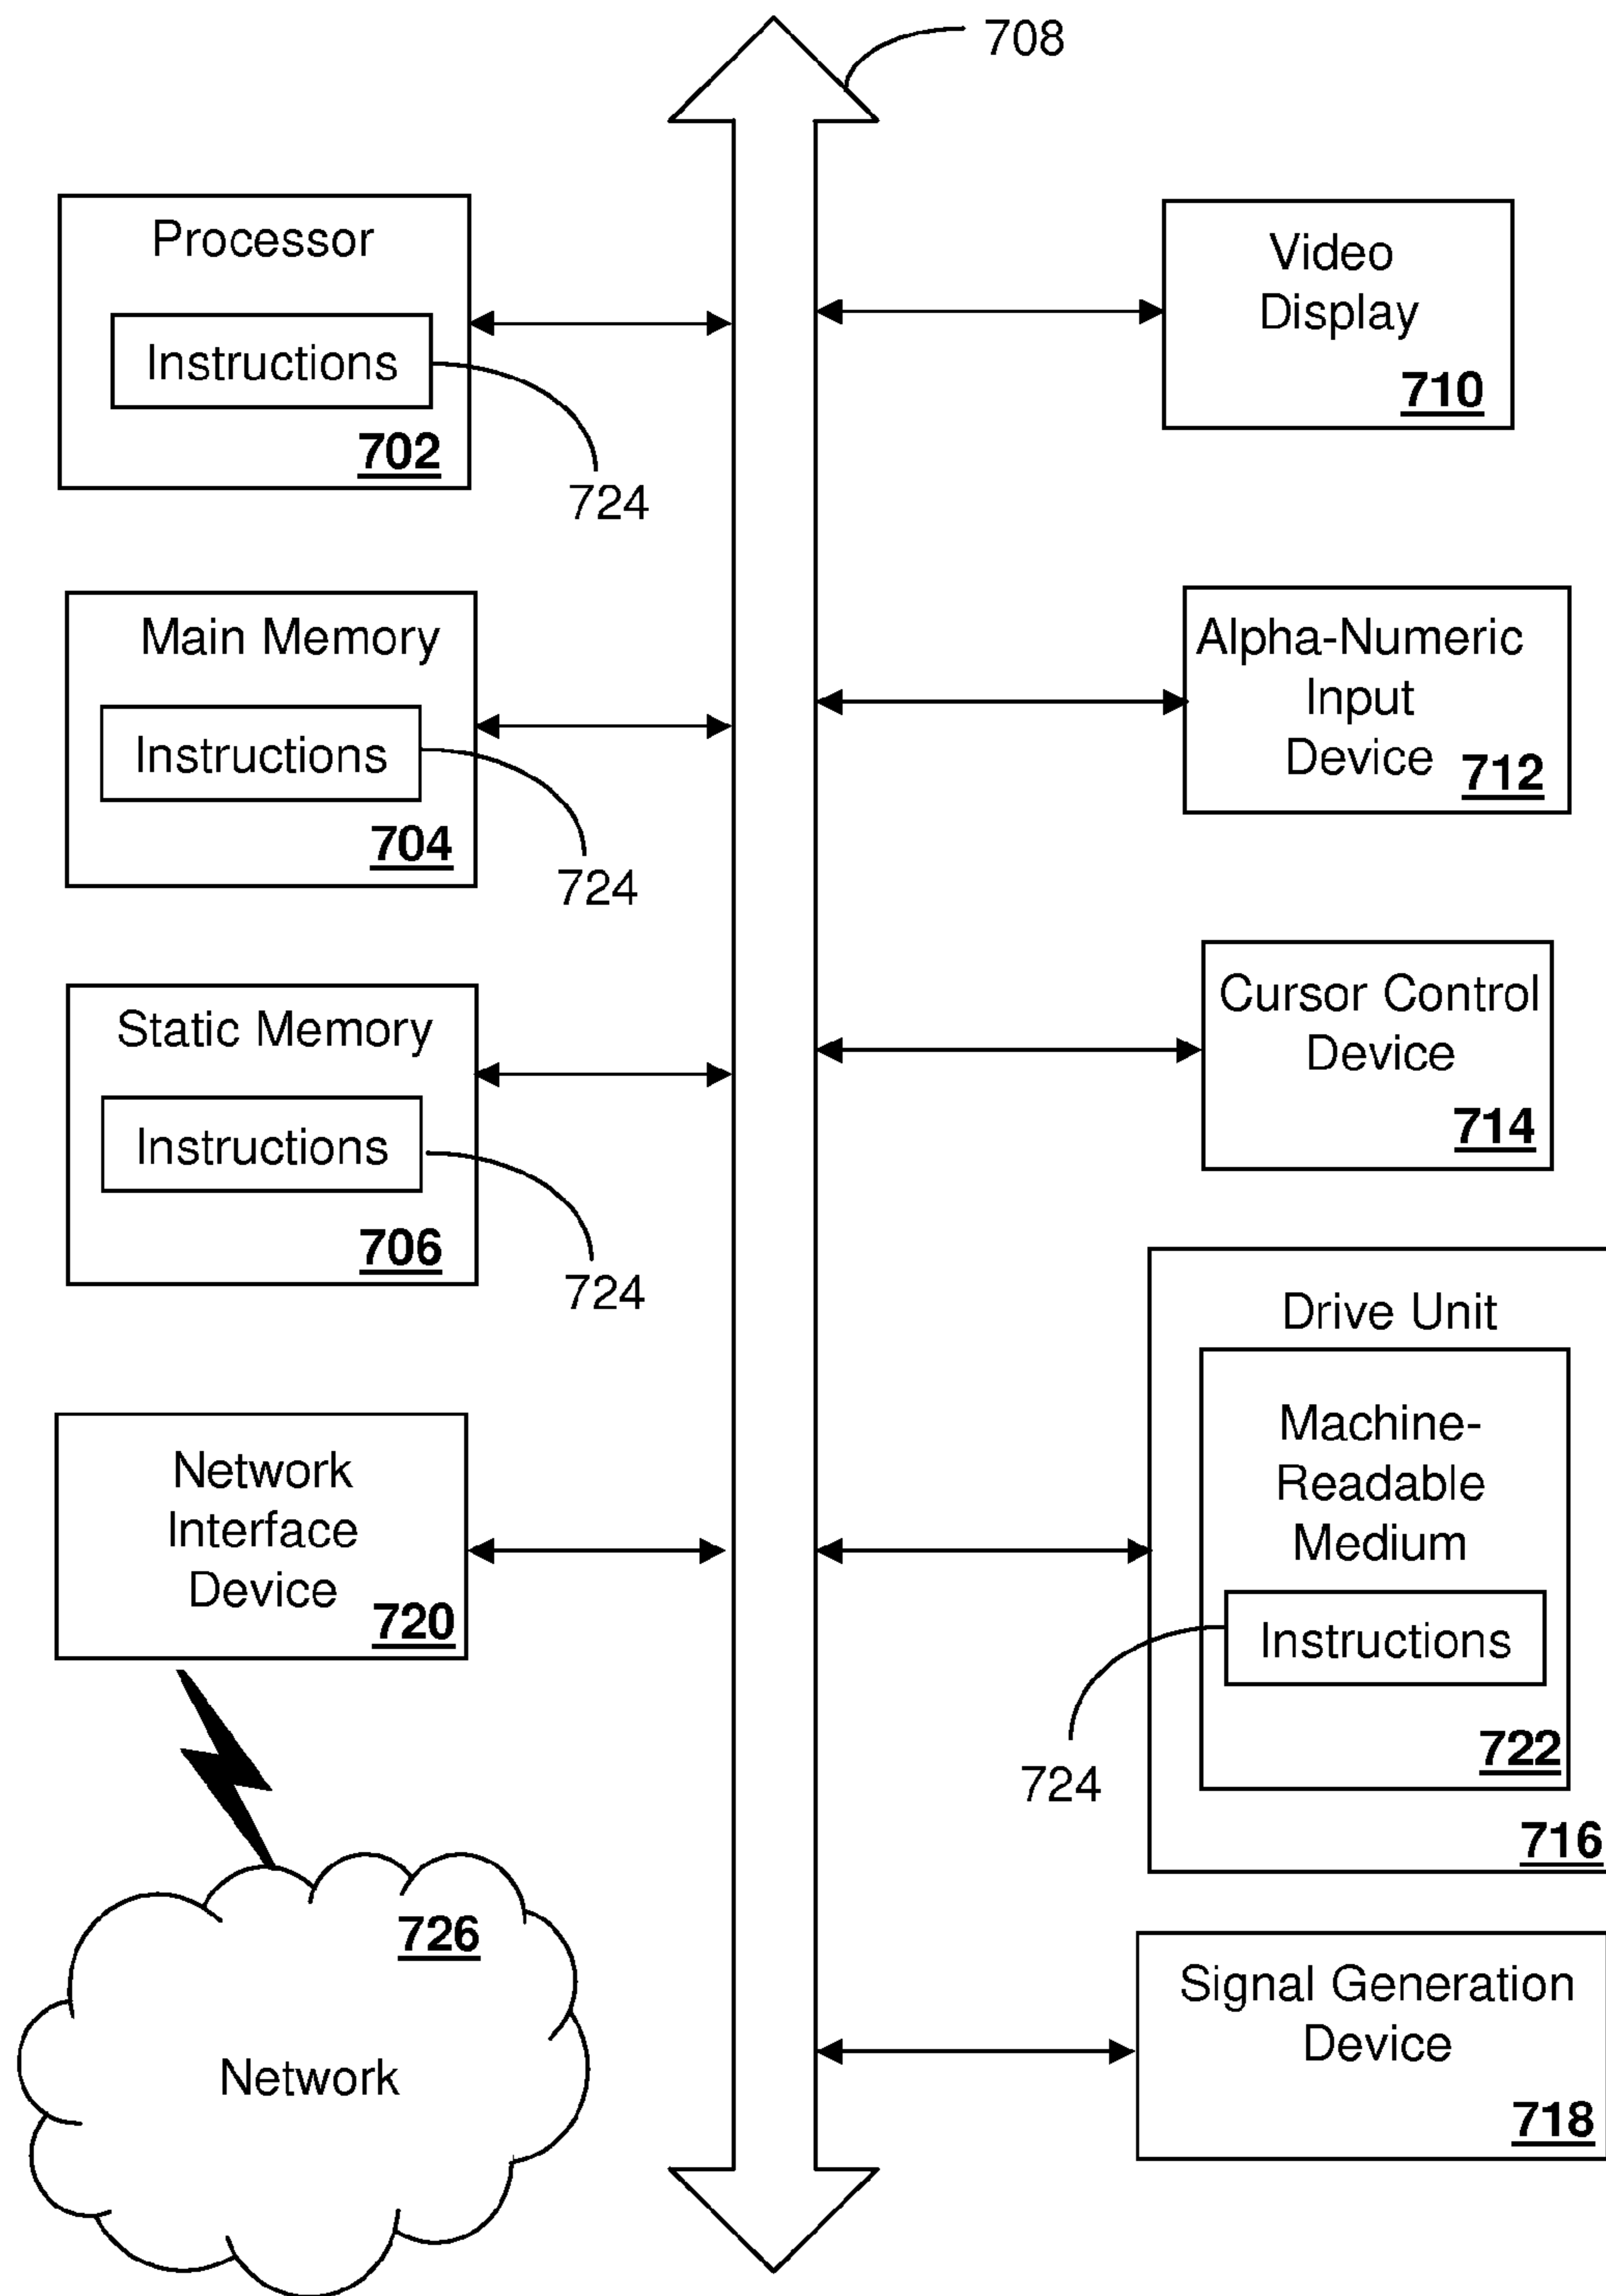 708
Processor
Instructions
702
724
Main Memory
Instructions
704
724
Static Memory
Instructions
706
724
Network
Interface
Device
720
726
Network
Video
Display
710
Alpha-Numeric
Input
Device
712
Cursor Control
Device
714
Drive Unit
Machine-
Readable
Medium
Instructions
724
722
716
Signal Generation
Device
718